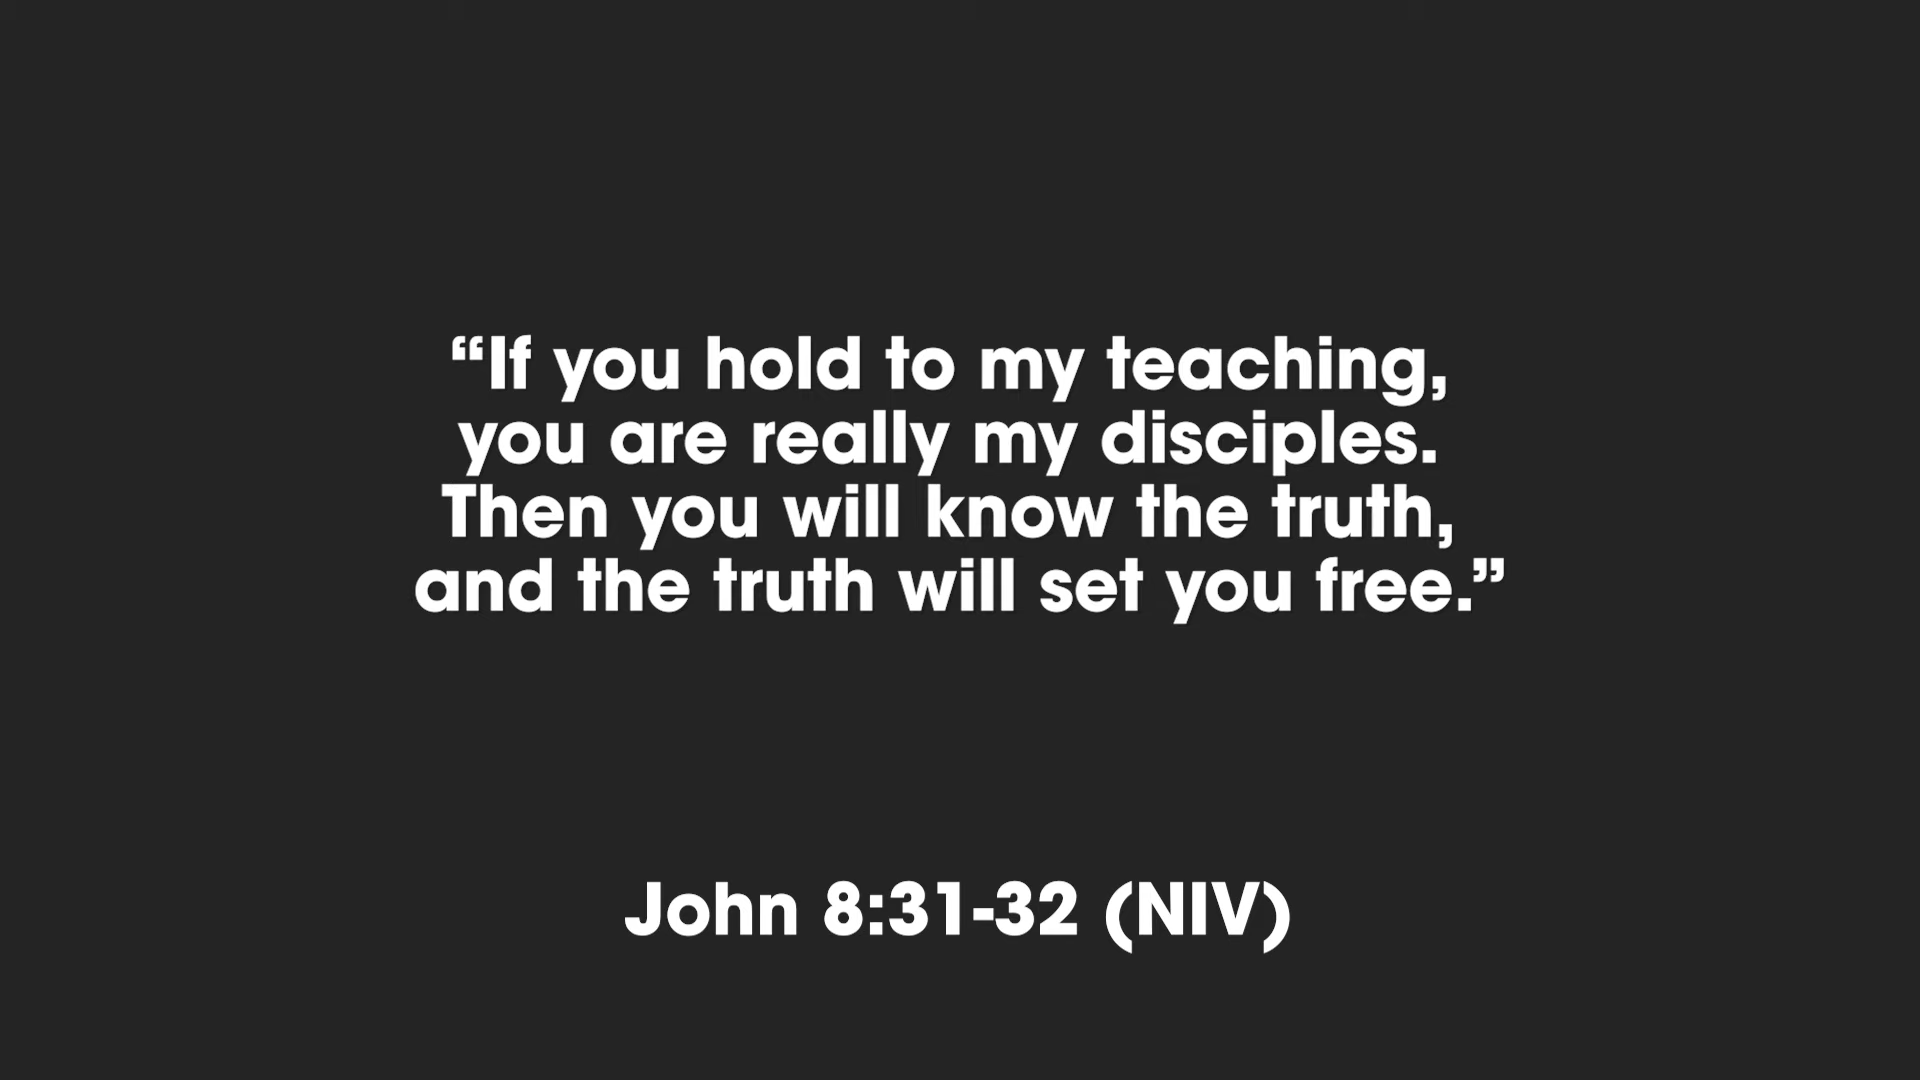 “If you hold to my teaching,
you are really my disciples.
Then you will know the truth,
and the truth will set you free.”
John 8:31-32 (NIV)